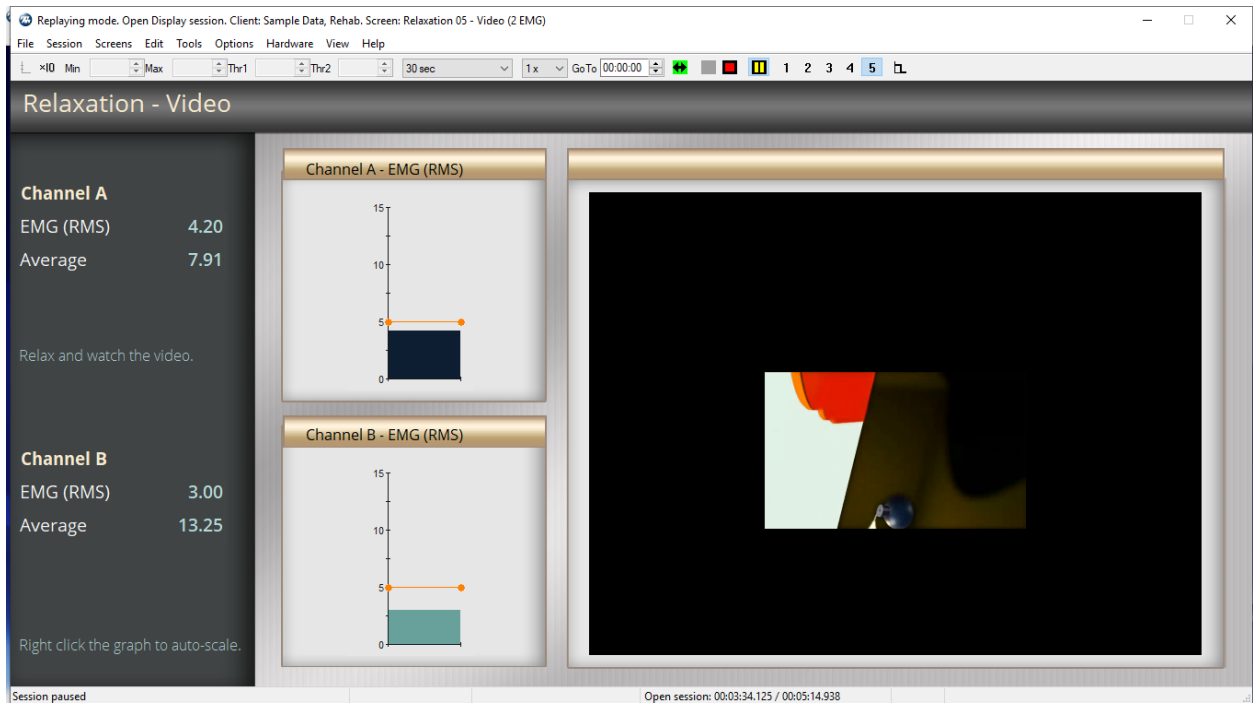 Replaying mode. Open Display session. Client: Sample Data, Rehab. Screen: Relaxation 05 - Video (2 EMG)
File Session Screens Edit Tools Options Hardware View Help
×10 Min Max Thr1 Thr2 30 sec 1 x GoTo 00:00:00 1 2 3 4 5
Relaxation - Video
Channel A
EMG (RMS) 4.20
Average 7.91
Relax and watch the video.
Channel B
EMG (RMS) 3.00
Average 13.25
Right click the graph to auto-scale.
Channel A - EMG (RMS)
15
10
5
0
Channel B - EMG (RMS)
15
10
5
0
Session paused
Open session: 00:03:34.125 / 00:05:14.938